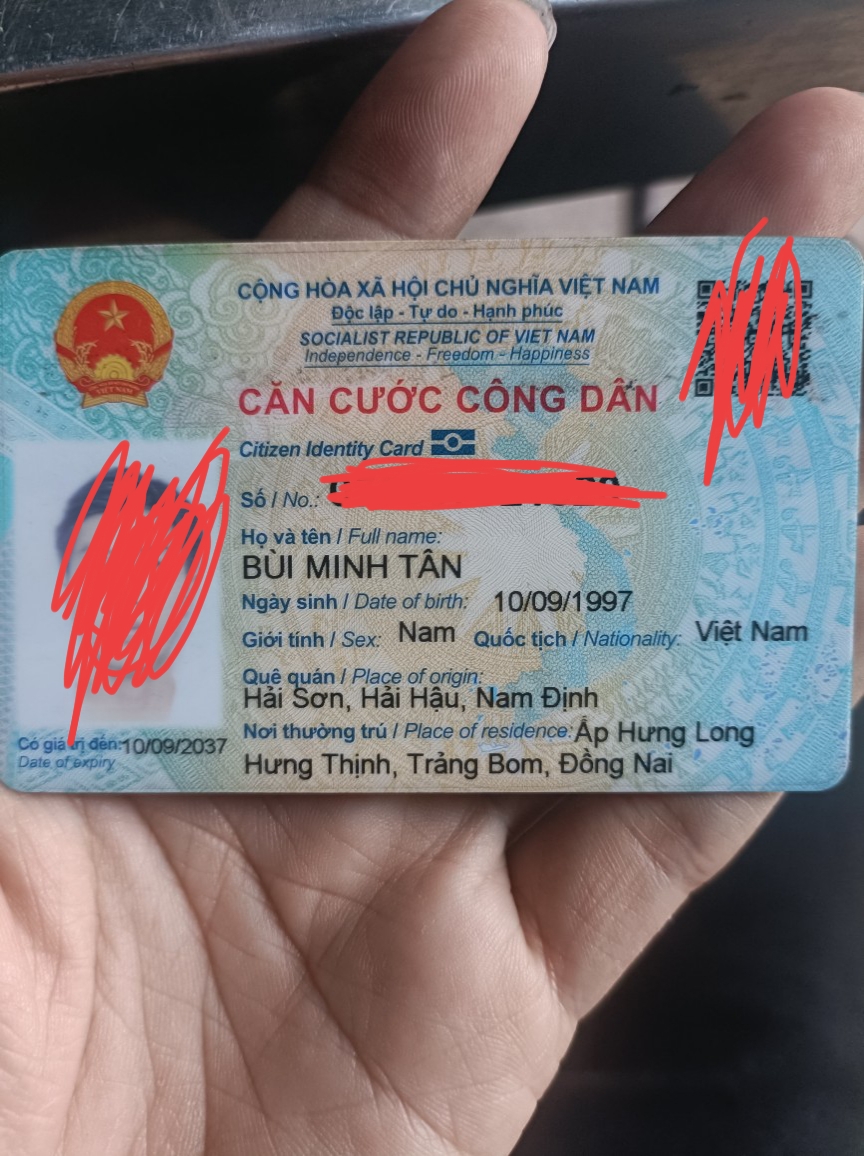 CỘNG HÒA XÃ HỘI CHỦ NGHĨA VIỆT NAM
Độc lập - Tự do - Hạnh phúc
SOCIALIST REPUBLIC OF VIET NAM
Independence - Freedom - Happiness
CĂN CƯỚC CÔNG DÂN
Citizen Identity Card
Số / No.:
Họ và tên / Full name:
BÙI MINH TÂN
Ngày sinh / Date of birth: 10/09/1997
Giới tính / Sex: Nam Quốc tịch / Nationality: Việt Nam
Quê quán / Place of origin:
Hải Sơn, Hải Hậu, Nam Định
Nơi thường trú / Place of residence: Ấp Hưng Long
Hưng Thịnh, Trảng Bom, Đồng Nai
Có giá trị đến: 10/09/2037
Date of expiry
VIỆT NAM